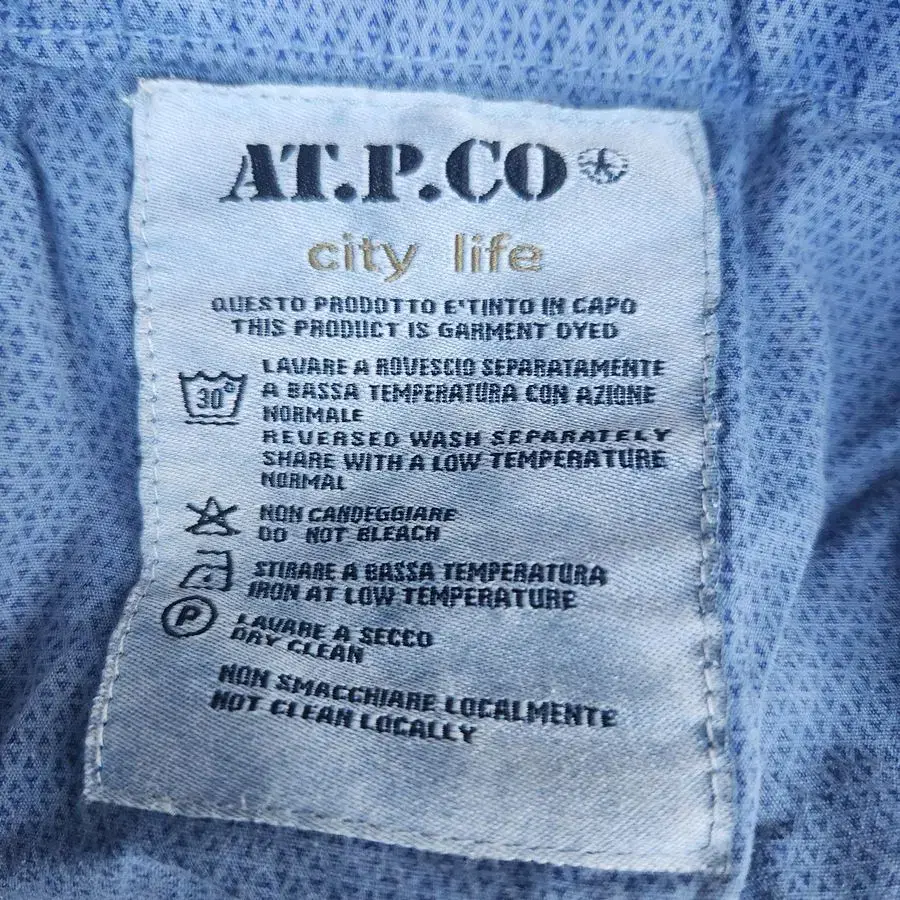 AT.P.CO
city life
QUESTO PRODOTTO E'TINTO IN CAPO
THIS PRODUCT IS GARMENT DYED
30°
LAVARE A ROVESCIO SEPARATAMENTE
A BASSA TEMPERATURA CON AZIONE
NORMALE
REVERSED WASH SEPARATELY
SHARE WITH A LOW TEMPERATURE
NORMAL
NON CANDEGGIARE
DO NOT BLEACH
STIRARE A BASSA TEMPERATURA
IRON AT LOW TEMPERATURE
P
LAVARE A SECCO
DRY CLEAN
NON SMACCHIARE LOCALMENTE
NOT CLEAN LOCALLY